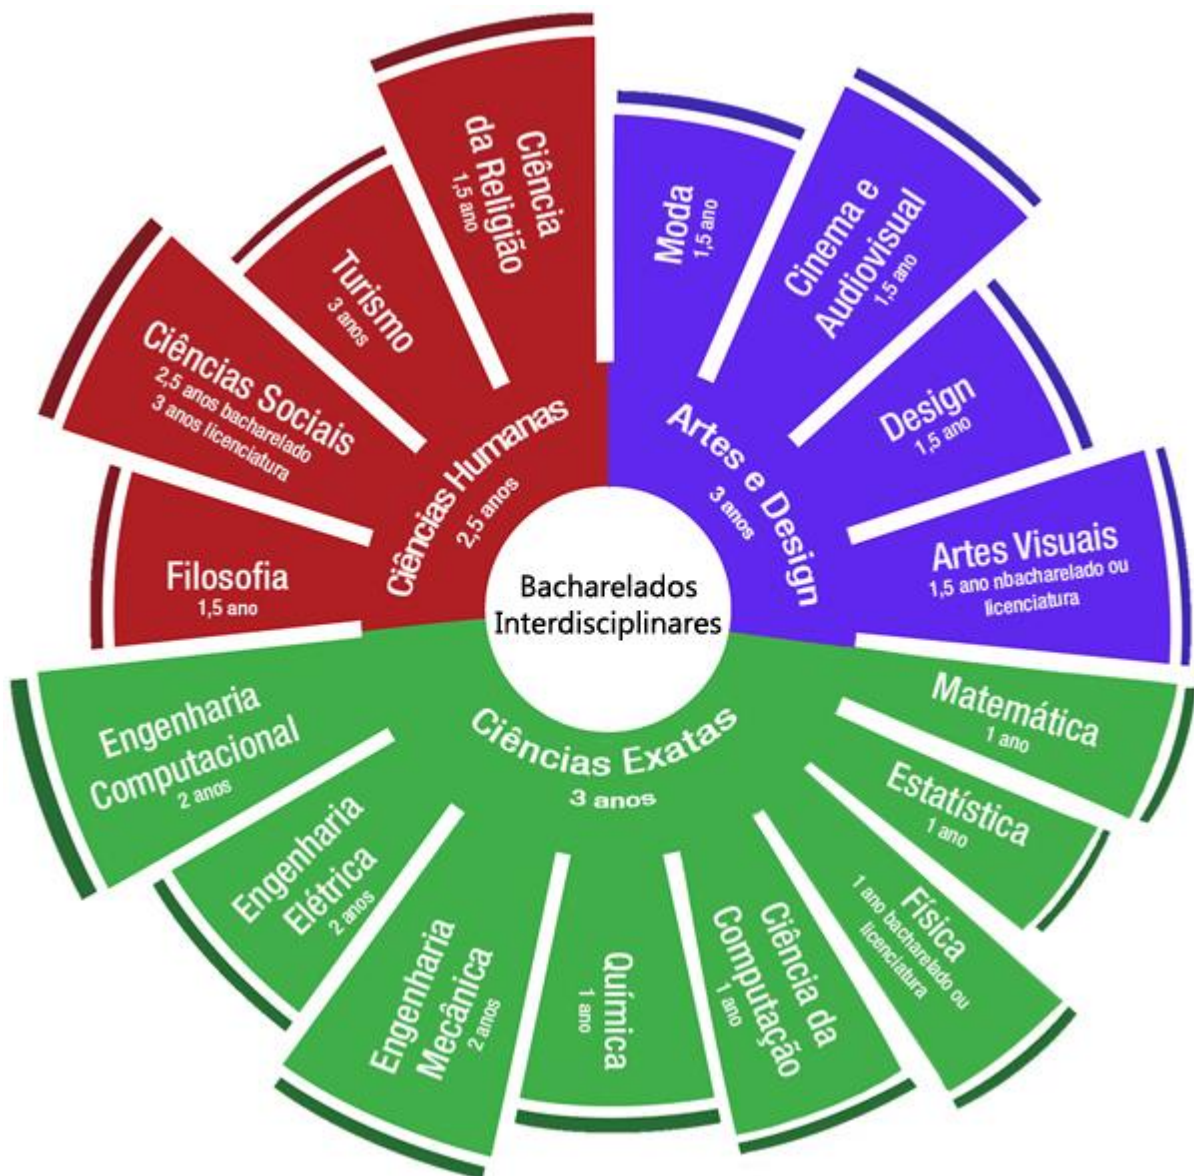 Bacharelados
Interdisciplinares
Ciências Humanas
2,5 anos
Filosofia
1,5 ano
Ciências Sociais
2,5 anos bacharelado
3 anos licenciatura
Turismo
3 anos
Ciência
da Religião
1,5 ano
Artes e Design
3 anos
Moda
1,5 ano
Cinema e
Audiovisual
1,5 ano
Design
1,5 ano
Artes Visuais
1,5 ano nbacharelado ou
licenciatura
Ciências Exatas
3 anos
Matemática
1 ano
Estatística
1 ano
Física
1 ano bacharelado ou
licenciatura
Ciência da
Computação
1 ano
Química
1 ano
Engenharia
Mecânica
2 anos
Engenharia
Elétrica
2 anos
Engenharia
Computacional
2 anos